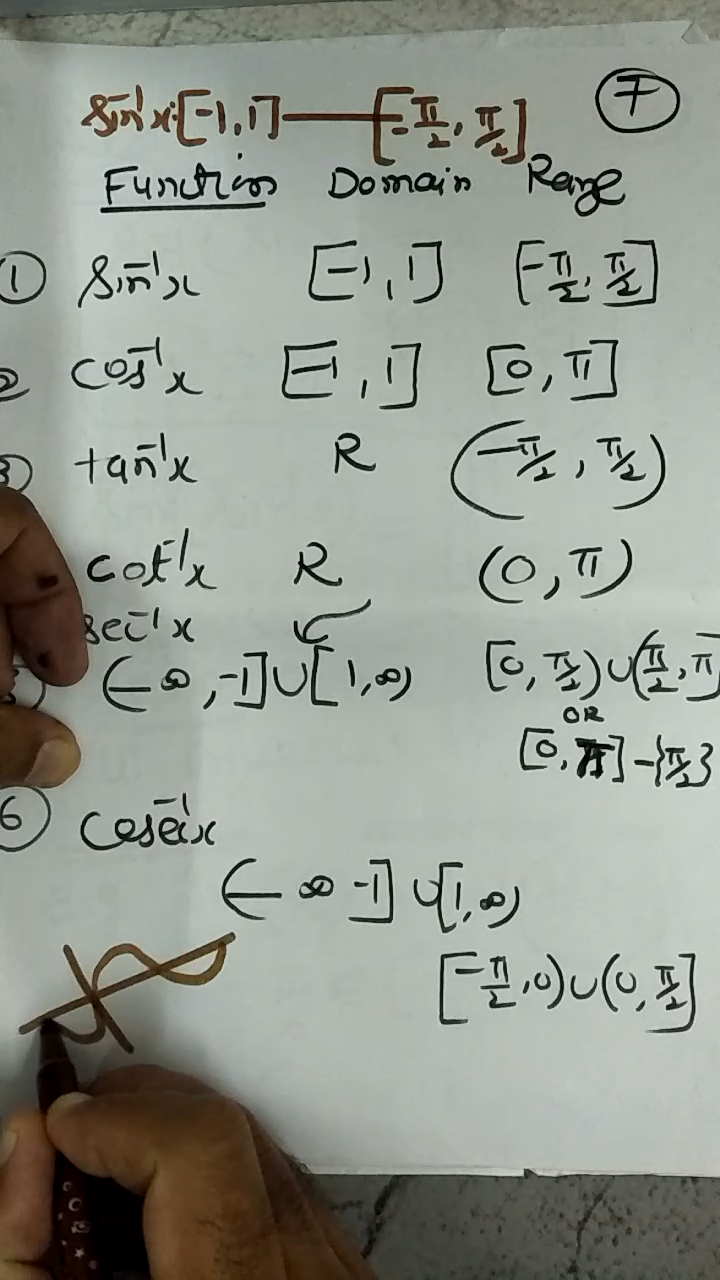 7
sin⁻¹x:[-1,1]—[-π/2, π/2]
Function Domain Range
1 sin⁻¹x [-1,1] [-π/2, π/2]
2 cos⁻¹x [-1,1] [0,π]
3) tan⁻¹x R (-π/2, π/2)
cot⁻¹x R (0,π)
sec⁻¹x
(-∞,-1]∪[1,∞) [0,π/2)∪(π/2,π]
OR
[0,π]-{π/2}
6 cosec⁻¹x
(-∞ -1] ∪[1,∞)
[-π/2,0)∪(0,π/2]